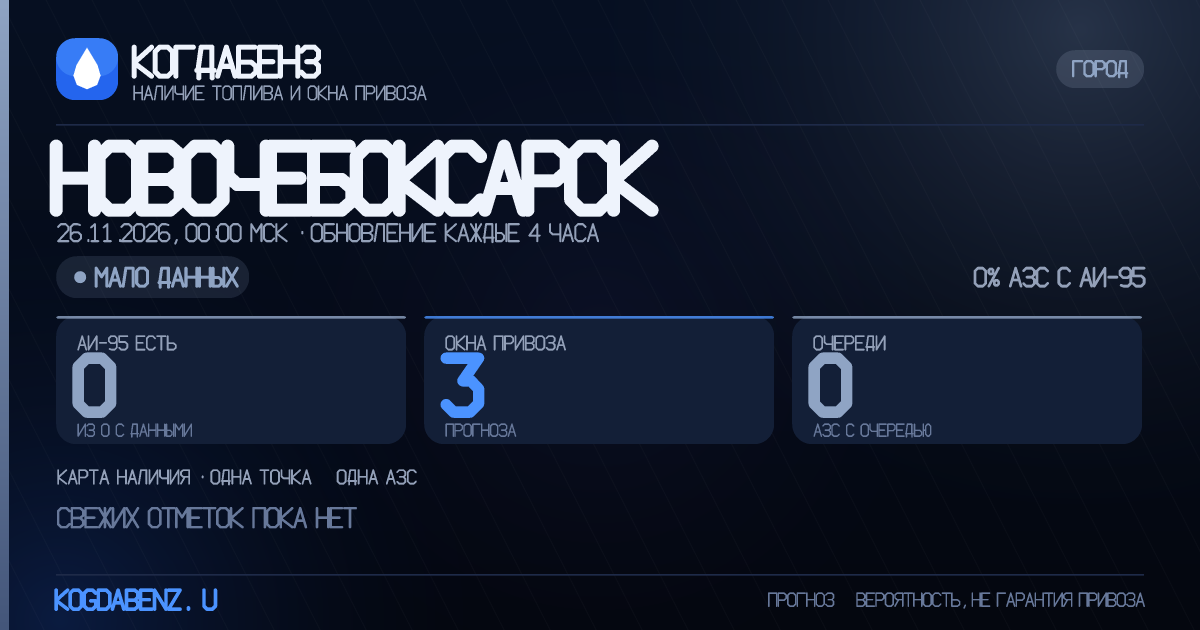 КОГДАБЕНЗ
НАЛИЧИЕ ТОПЛИВА И ОКНА ПРИВОЗА
ГОРОД
НОВОЧЕБОКСАРСК
26.11.2026, 00:00 МСК · ОБНОВЛЕНИЕ КАЖДЫЕ 4 ЧАСА
МАЛО ДАННЫХ
0% АЗС С АИ-95
АИ-95 ЕСТЬ
0
ИЗ 0 С ДАННЫМИ
ОКНА ПРИВОЗА
3
ПРОГНОЗА
ОЧЕРЕДИ
0
АЗС С ОЧЕРЕДЬЮ
КАРТА НАЛИЧИЯ · ОДНА ТОЧКА ОДНА АЗС
СВЕЖИХ ОТМЕТОК ПОКА НЕТ
KOGDABENZ. U
ПРОГНОЗ ВЕРОЯТНОСТЬ, НЕ ГАРАНТИЯ ПРИВОЗА